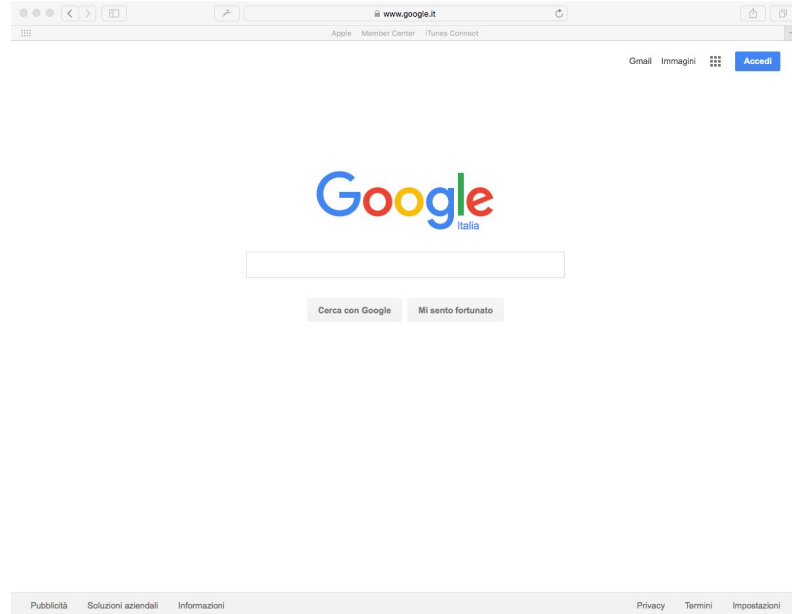 www.google.it
Apple Member Center iTunes Connect
Gmail Immagini Accedi
Google
Italia
Cerca con Google Mi sento fortunato
Pubblicità Soluzioni aziendali Informazioni Privacy Termini Impostazioni